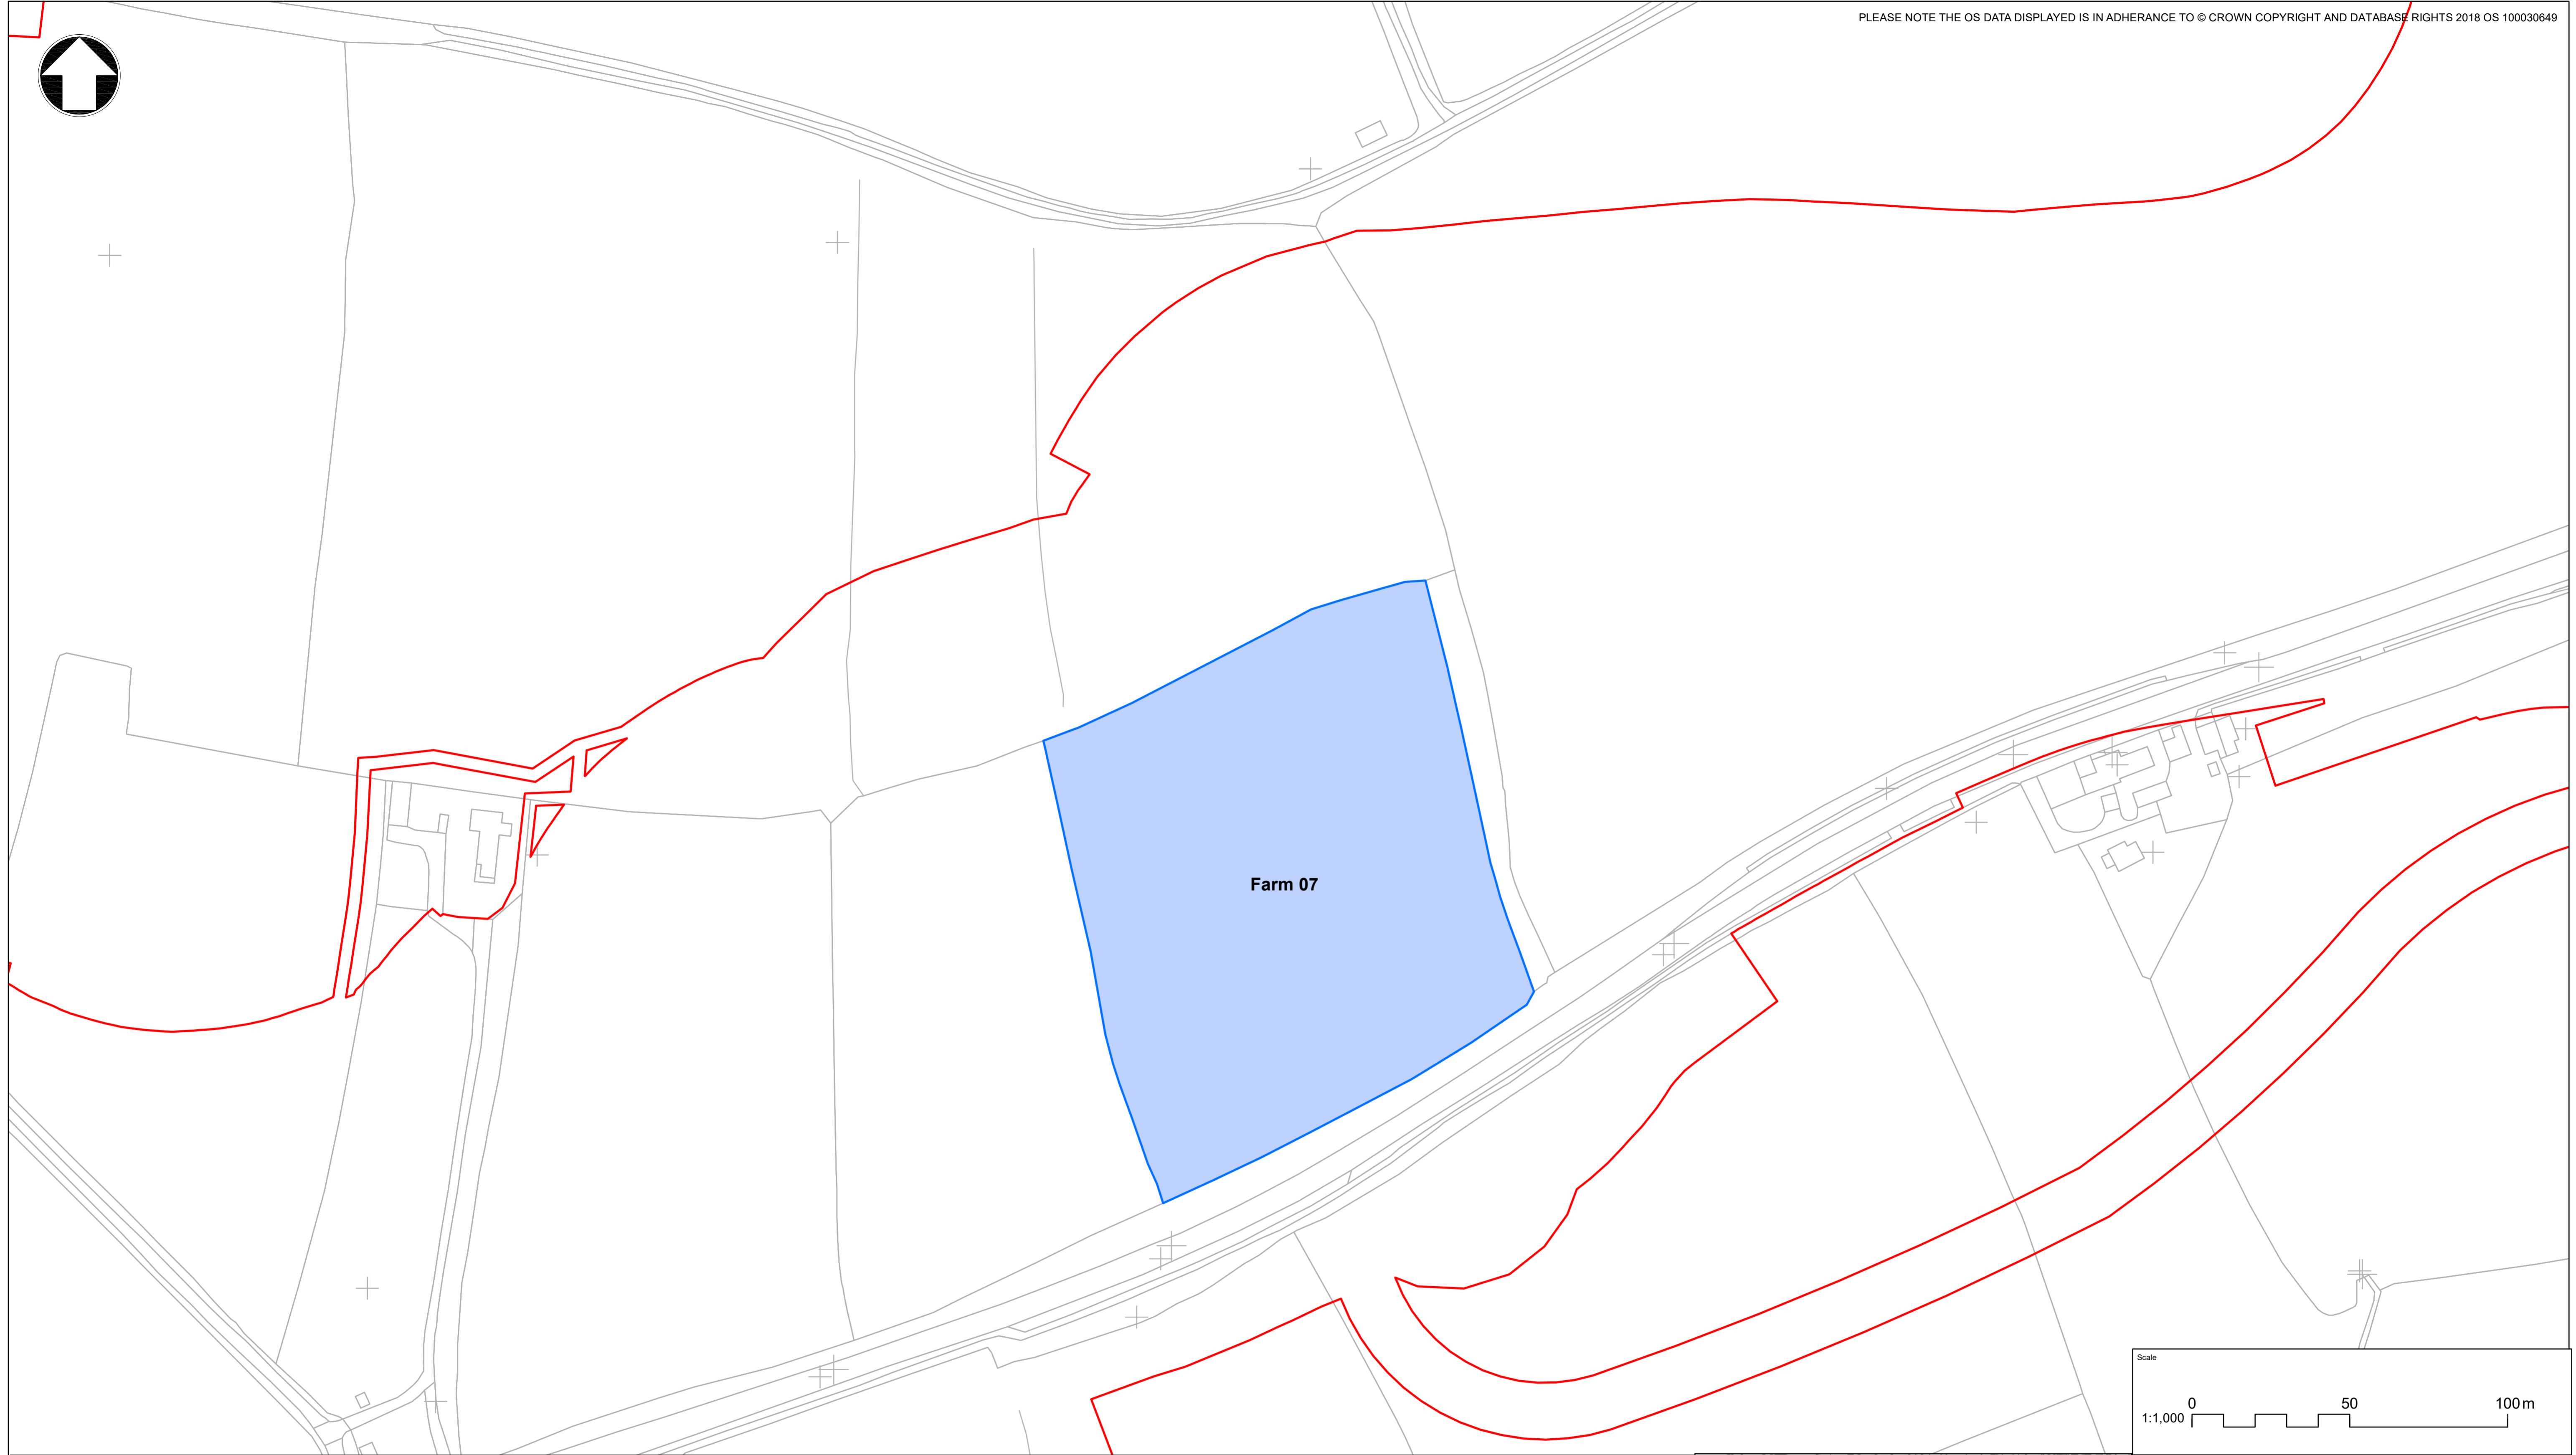 PLEASE NOTE THE OS DATA DISPLAYED IS IN ADHERANCE TO © CROWN COPYRIGHT AND DATABASE RIGHTS 2018 OS 100030649
Farm 07
Scale
0 50 100 m
1:1,000